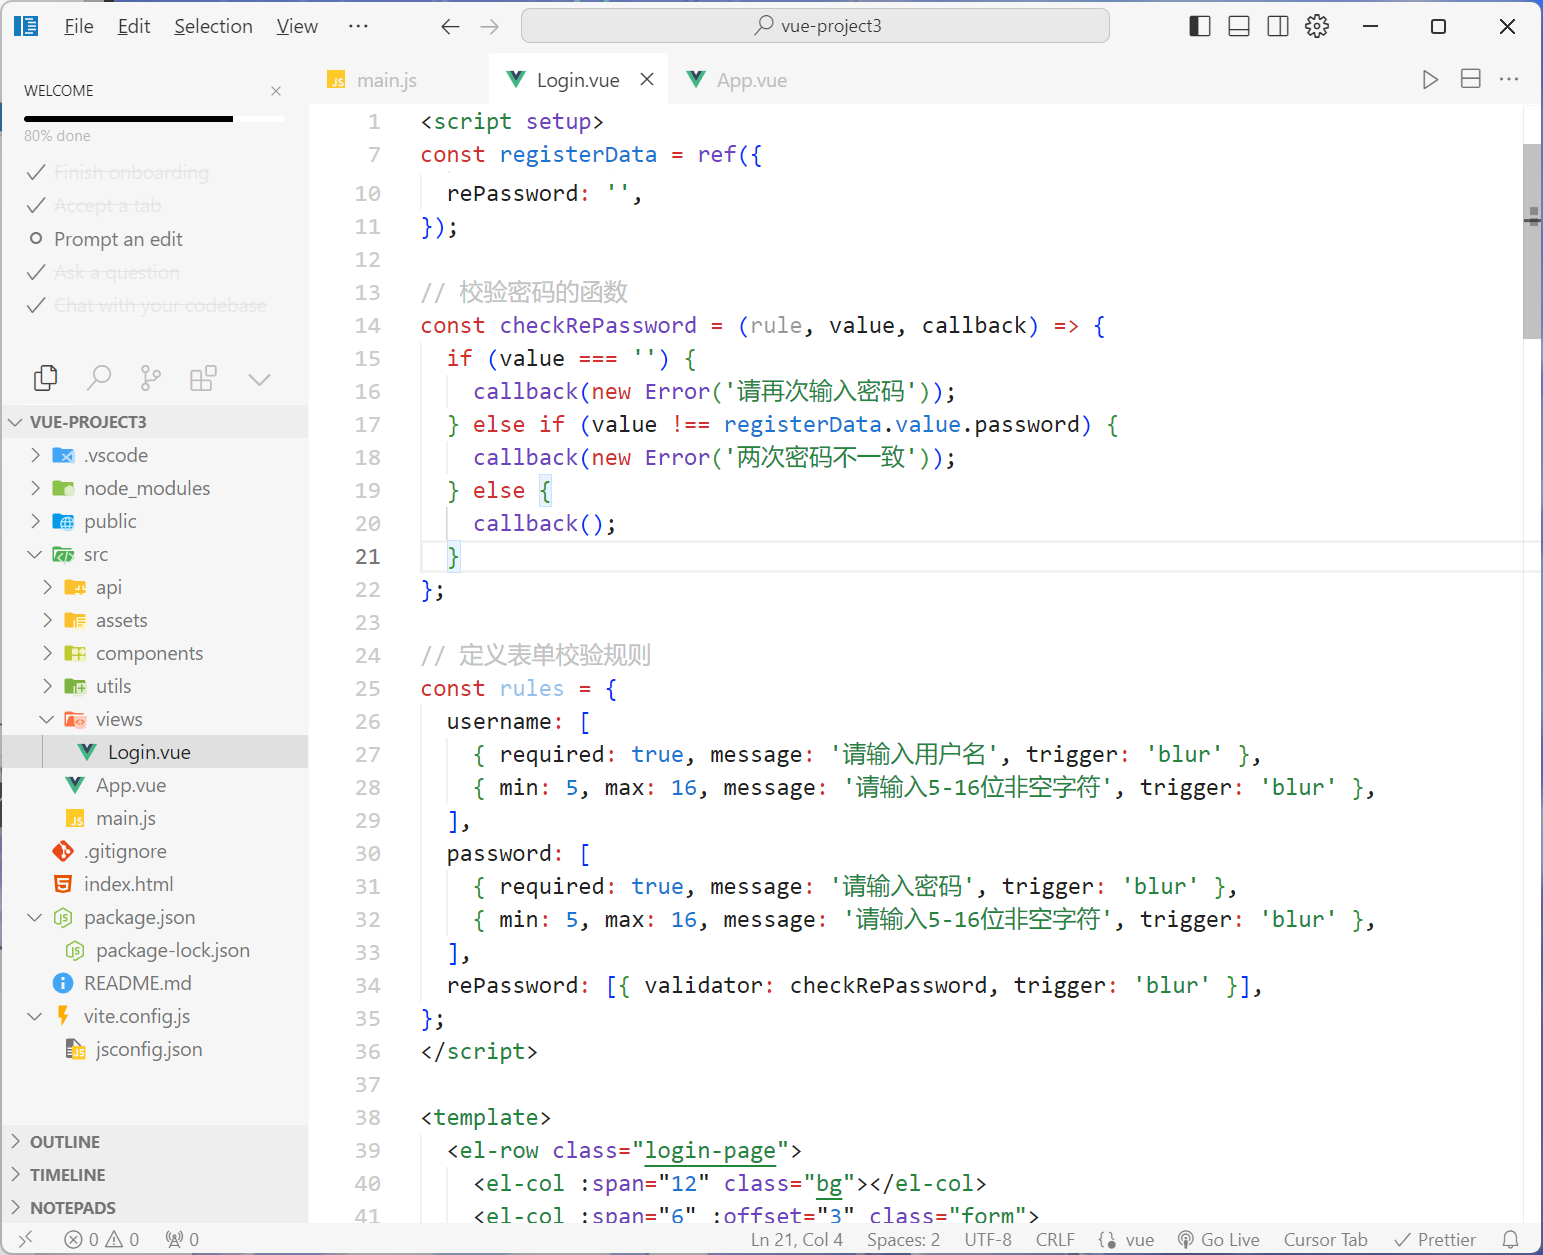 File Edit Selection View ··· vue-project3
WELCOME
80% done
Finish onboarding
Accept a tab
Prompt an edit
Ask a question
Chat with your codebase
VUE-PROJECT3
.vscode
node_modules
public
src
api
assets
components
utils
views
Login.vue
App.vue
main.js
.gitignore
index.html
package.json
package-lock.json
README.md
vite.config.js
jsconfig.json
OUTLINE
TIMELINE
NOTEPADS
main.js Login.vue App.vue
1 <script setup>
7 const registerData = ref({
10 rePassword: '',
11 });
12
13 // 校验密码的函数
14 const checkRePassword = (rule, value, callback) => {
15 if (value === '') {
16 callback(new Error('请再次输入密码'));
17 } else if (value !== registerData.value.password) {
18 callback(new Error('两次密码不一致'));
19 } else {
20 callback();
21 }
22 };
23
24 // 定义表单校验规则
25 const rules = {
26 username: [
27 { required: true, message: '请输入用户名', trigger: 'blur' },
28 { min: 5, max: 16, message: '请输入5-16位非空字符', trigger: 'blur' },
29 ],
30 password: [
31 { required: true, message: '请输入密码', trigger: 'blur' },
32 { min: 5, max: 16, message: '请输入5-16位非空字符', trigger: 'blur' },
33 ],
34 rePassword: [{ validator: checkRePassword, trigger: 'blur' }],
35 };
36 </script>
37
38 <template>
39 <el-row class="login-page">
40 <el-col :span="12" class="bg"></el-col>
41 <el-col :span="6" :offset="3" class="form">
0 0 0 Ln 21, Col 4 Spaces: 2 UTF-8 CRLF vue Go Live Cursor Tab Prettier